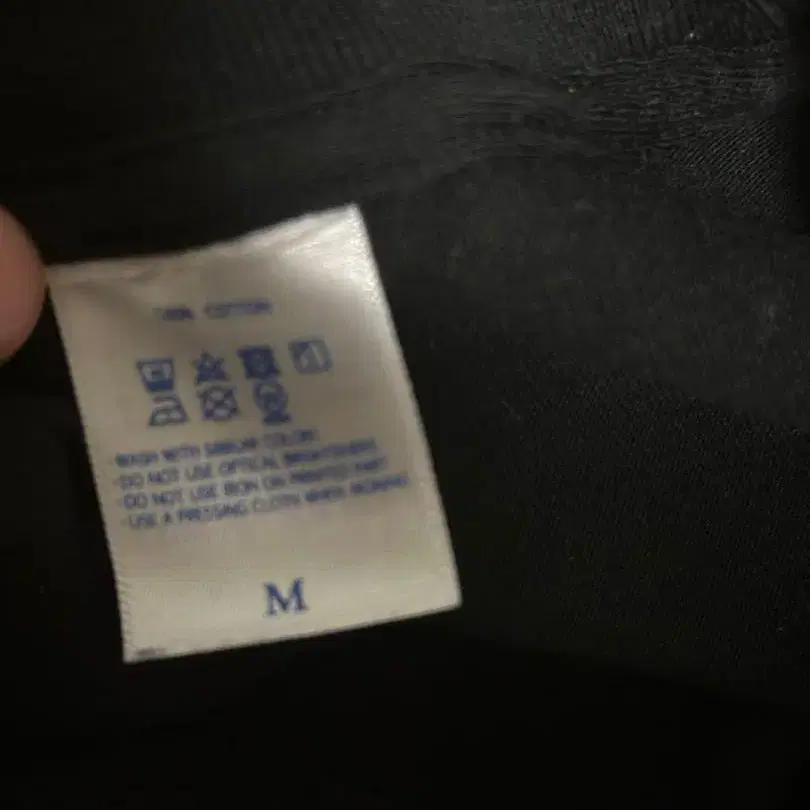 100% COTTON
WASH WITH SIMILAR COLOR
·DO NOT USE OPTICAL BRIGHTENERS
·DO NOT USE IRON ON PRINTED PART
·USE A PRESSING CLOTH WHEN IRONING
M